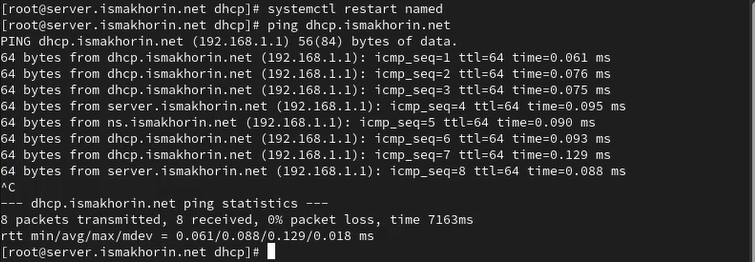 [root@server.ismakhorin.net dhcp]# systemctl restart named
[root@server.ismakhorin.net dhcp]# ping dhcp.ismakhorin.net
PING dhcp.ismakhorin.net (192.168.1.1) 56(84) bytes of data.
64 bytes from dhcp.ismakhorin.net (192.168.1.1): icmp_seq=1 ttl=64 time=0.061 ms
64 bytes from dhcp.ismakhorin.net (192.168.1.1): icmp_seq=2 ttl=64 time=0.076 ms
64 bytes from dhcp.ismakhorin.net (192.168.1.1): icmp_seq=3 ttl=64 time=0.075 ms
64 bytes from server.ismakhorin.net (192.168.1.1): icmp_seq=4 ttl=64 time=0.095 ms
64 bytes from ns.ismakhorin.net (192.168.1.1): icmp_seq=5 ttl=64 time=0.090 ms
64 bytes from dhcp.ismakhorin.net (192.168.1.1): icmp_seq=6 ttl=64 time=0.093 ms
64 bytes from dhcp.ismakhorin.net (192.168.1.1): icmp_seq=7 ttl=64 time=0.129 ms
64 bytes from server.ismakhorin.net (192.168.1.1): icmp_seq=8 ttl=64 time=0.088 ms
^C
--- dhcp.ismakhorin.net ping statistics ---
8 packets transmitted, 8 received, 0% packet loss, time 7163ms
rtt min/avg/max/mdev = 0.061/0.088/0.129/0.018 ms
[root@server.ismakhorin.net dhcp]#